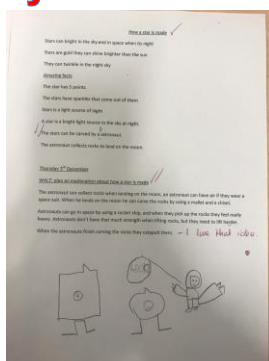 How a star is made
Stars can bright in the sky and in space when its night
Stars are gold they can shine brighter than the sun
They can twinkle in the night sky
Amazing facts
The star has 5 points
The stars have sparkles that come out of them
Stars is a light source of night
A star is a bright light source in the sky at night
The stars can be carved by a astronaut
The astronaut collects rocks to land on the moon.
Thursday 5th December
WALT: plan an explanation about how a star is made
The astronaut can collect rocks when landing on the moon, an astronaut can have air if they wear a
space suit. When he lands on the moon he can carve the rocks by using a mallet and a chisel.
Astronauts can go in space by using a rocket ship, and when they pick up the rocks they feel really
heavy. Astronauts don't have that much strength when lifting rocks, but they need to lift harder.
When the astronauts finish carving the rocks they catapult them. - I love that idea.